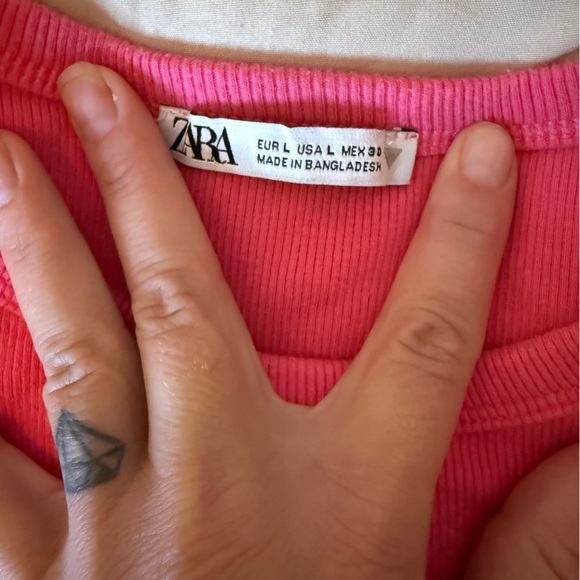 ZARA
EUR L USA L MEX 30
MADE IN BANGLADESH